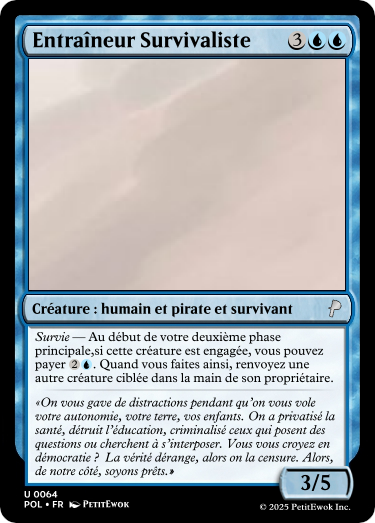 Entraîneur Survivaliste 3
Créature : humain et pirate et survivant
Survie — Au début de votre deuxième phase
principale,si cette créature est engagée, vous pouvez
payer 2. Quand vous faites ainsi, renvoyez une
autre créature ciblée dans la main de son propriétaire.
«On vous gave de distractions pendant qu'on vous vole
votre autonomie, votre terre, vos enfants. On a privatisé la
santé, détruit l'éducation, criminalisé ceux qui posent des
questions ou cherchent à s'interposer. Vous vous croyez en
démocratie ? La vérité dérange, alors on la censure. Alors,
de notre côté, soyons prêts.»
3/5
U 0064
POL • FR PetitEwok
© 2025 PetitEwok Inc.